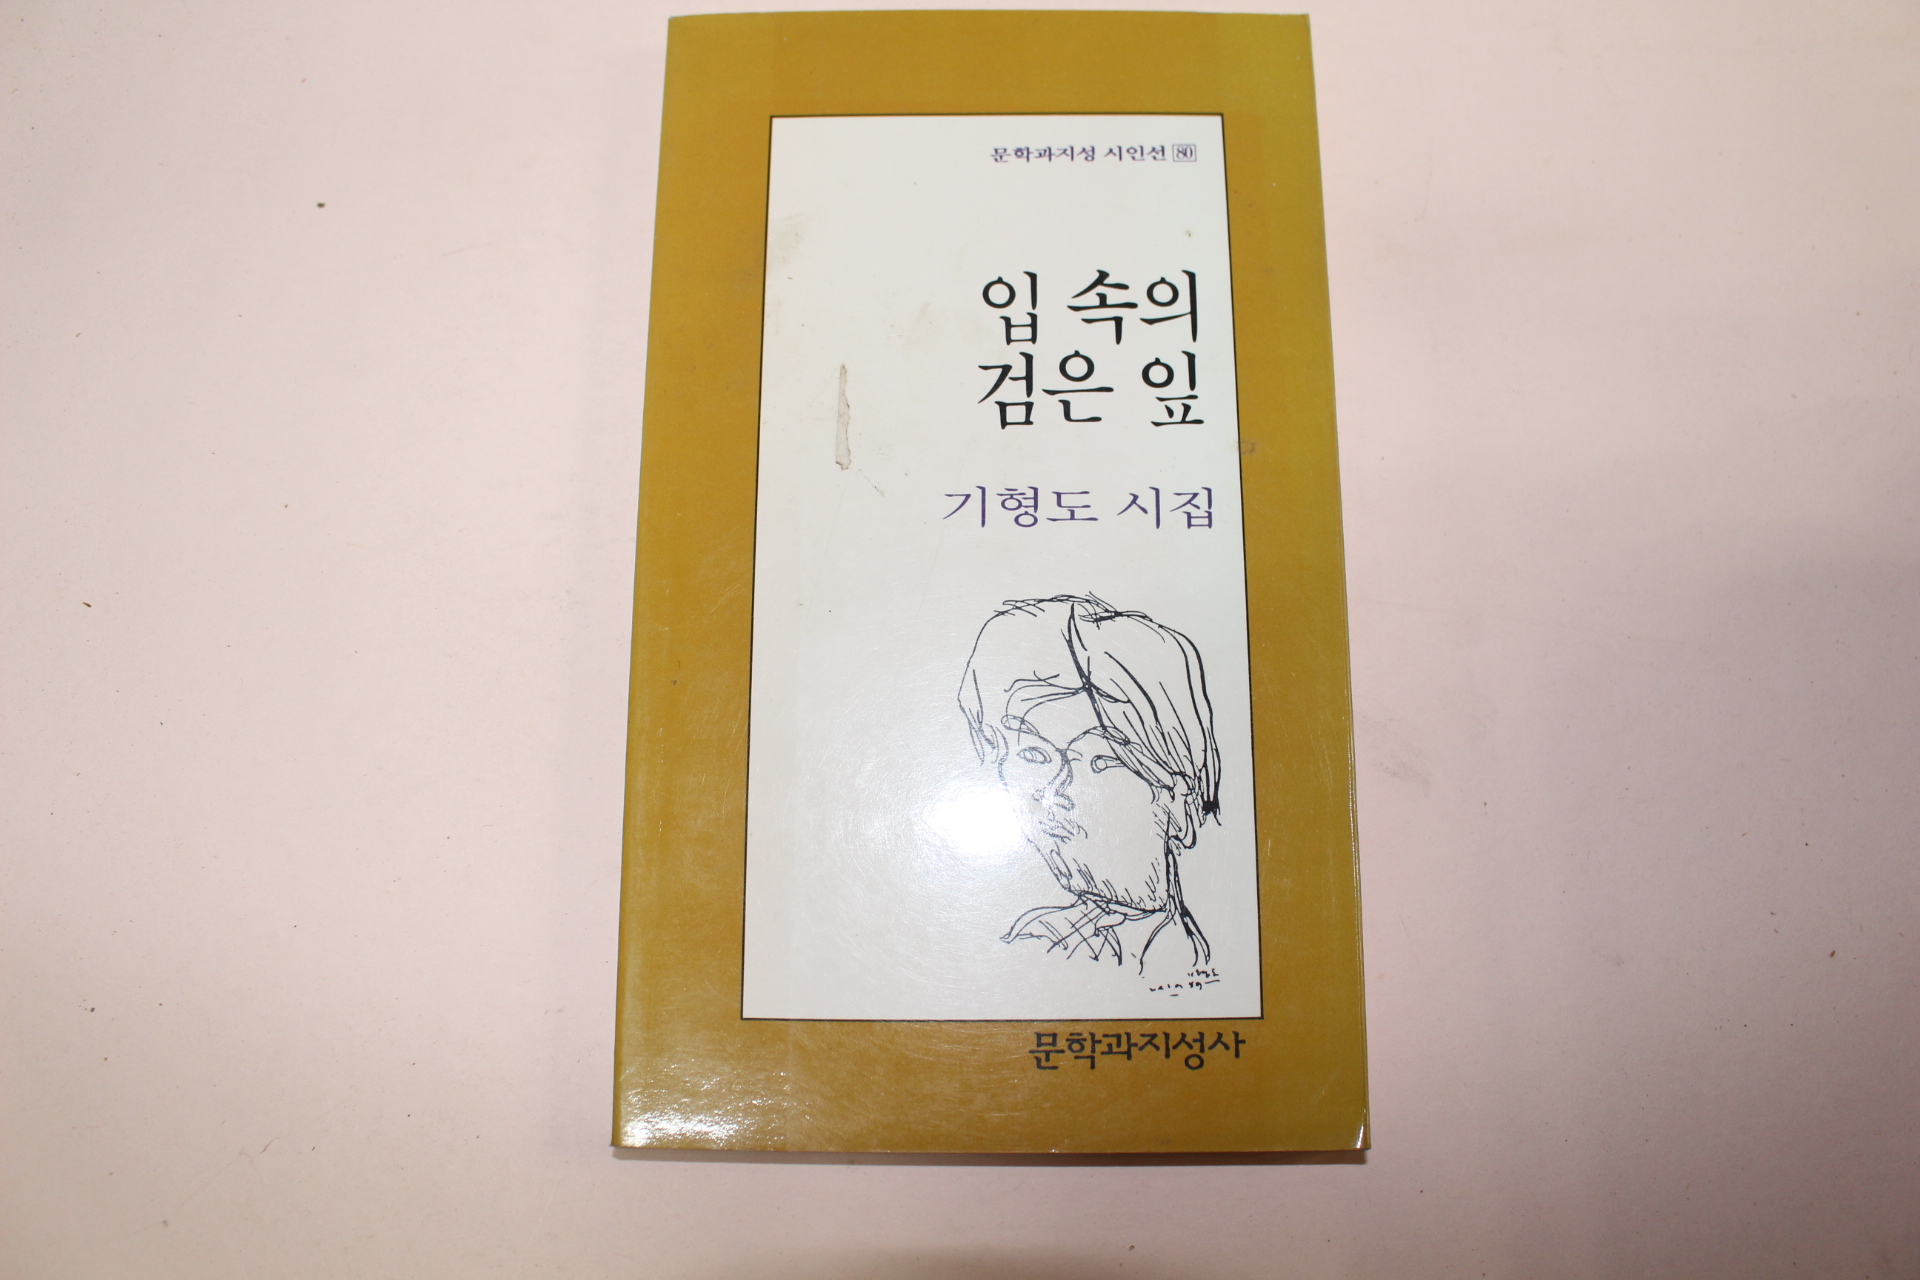 문학과지성 시인선 80
입 속의
검은 잎
기형도 시집
문학과지성사